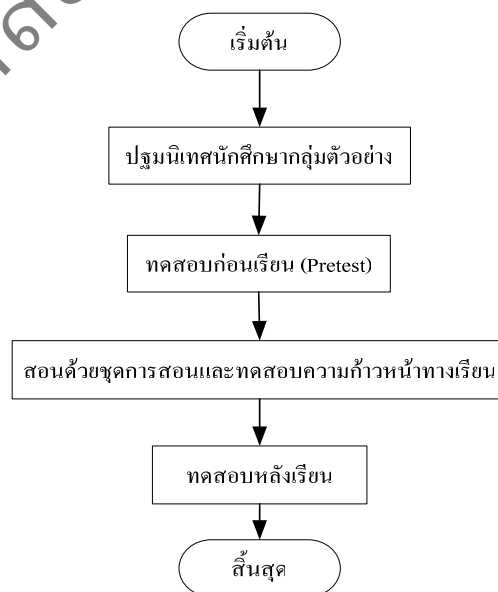 เริ่มต้น
ปฐมนิเทศนักศึกษากลุ่มตัวอย่าง
ทดสอบก่อนเรียน (Pretest)
สอนด้วยชุดการสอนและทดสอบความก้าวหน้าทางเรียน
ทดสอบหลังเรียน
สิ้นสุด